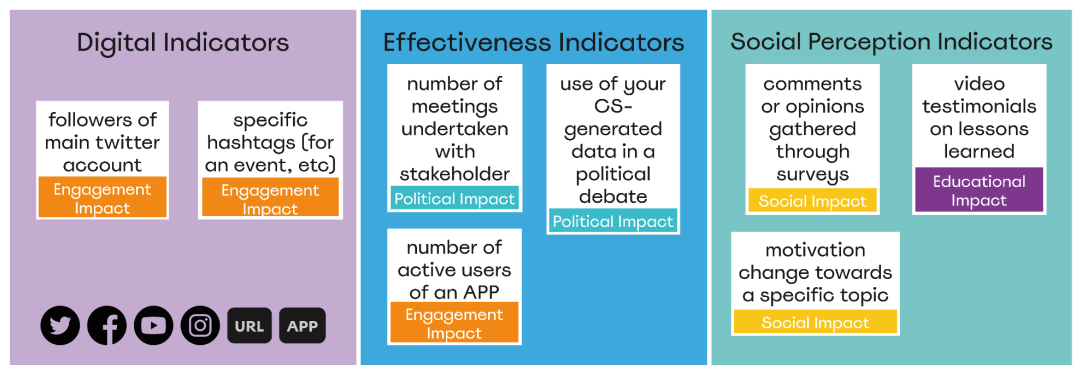 Digital Indicators
followers of
main twitter
account
Engagement
Impact
specific
hashtags (for
an event, etc)
Engagement
Impact
URL
APP
Effectiveness Indicators
number of
meetings
undertaken
with
stakeholder
Political Impact
use of your
CS-
generated
data in a
political
debate
Political Impact
number of
active users
of an APP
Engagement
Impact
Social Perception Indicators
comments
or opinions
gathered
through
surveys
Social Impact
video
testimonials
on lessons
learned
Educational
Impact
motivation
change towards
a specific topic
Social Impact